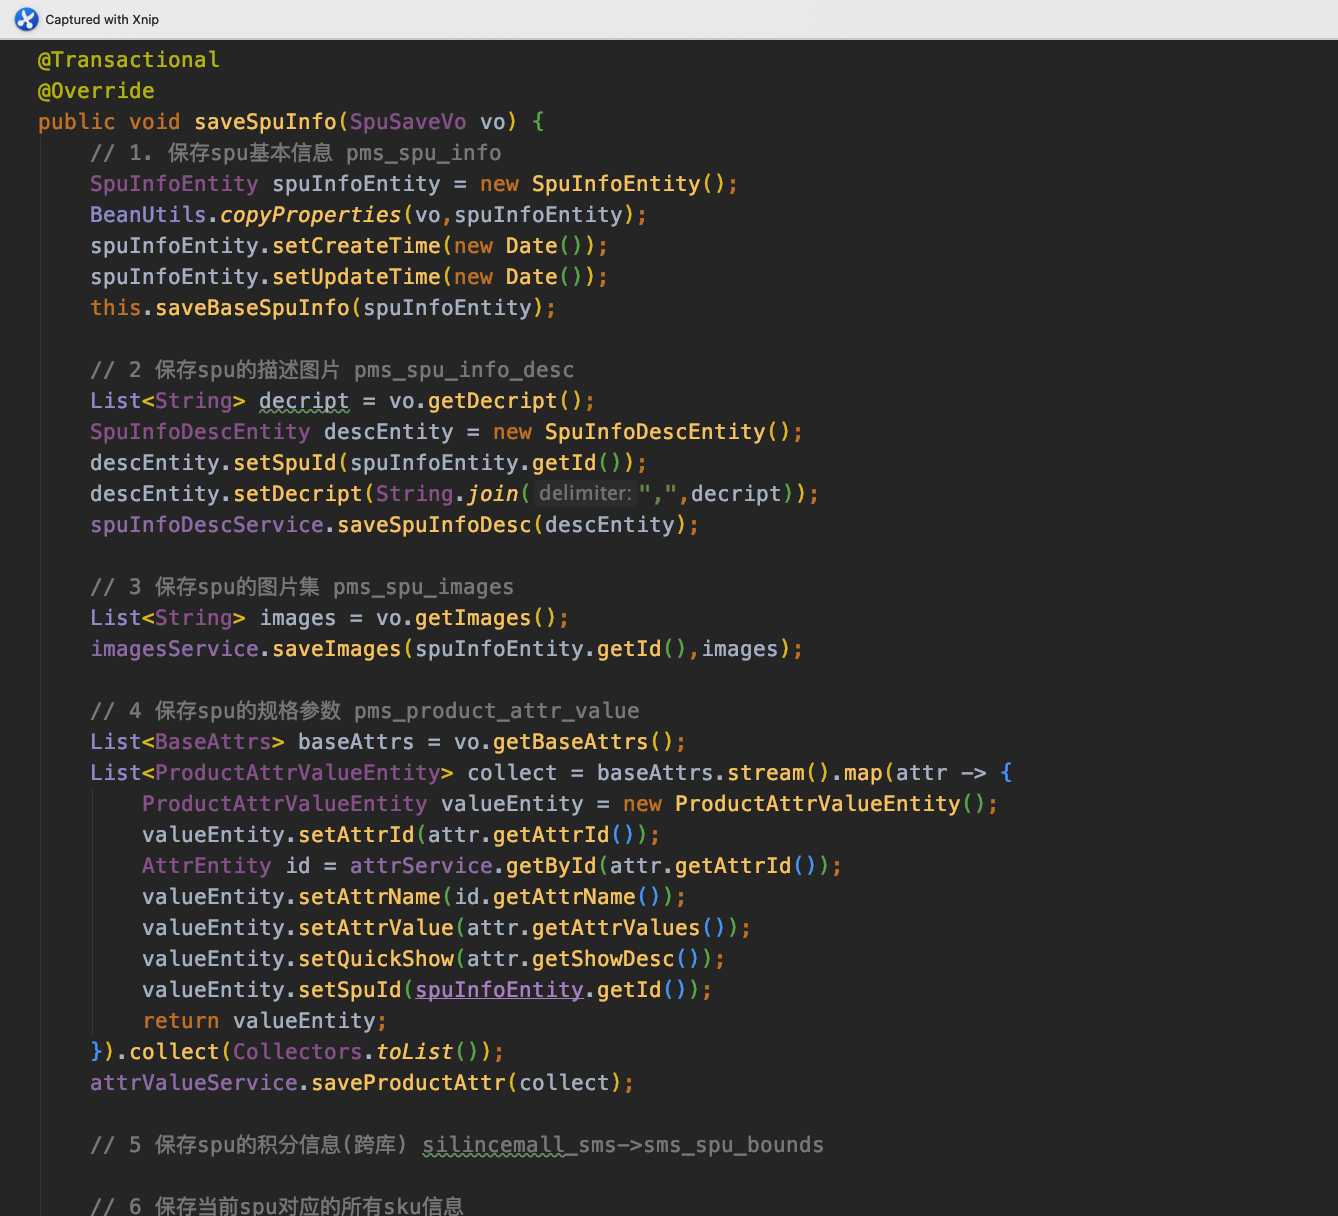 Captured with Xnip
@Transactional
@Override
public void saveSpuInfo(SpuSaveVo vo) {
// 1. 保存spu基本信息 pms_spu_info
SpuInfoEntity spuInfoEntity = new SpuInfoEntity();
BeanUtils.copyProperties(vo,spuInfoEntity);
spuInfoEntity.setCreateTime(new Date());
spuInfoEntity.setUpdateTime(new Date());
this.saveBaseSpuInfo(spuInfoEntity);
// 2 保存spu的描述图片 pms_spu_info_desc
List<String> decript = vo.getDecript();
SpuInfoDescEntity descEntity = new SpuInfoDescEntity();
descEntity.setSpuId(spuInfoEntity.getId());
descEntity.setDecript(String.join( delimiter: ",",decript));
spuInfoDescService.saveSpuInfoDesc(descEntity);
// 3 保存spu的图片集 pms_spu_images
List<String> images = vo.getImages();
imagesService.saveImages(spuInfoEntity.getId(),images);
// 4 保存spu的规格参数 pms_product_attr_value
List<BaseAttrs> baseAttrs = vo.getBaseAttrs();
List<ProductAttrValueEntity> collect = baseAttrs.stream().map(attr -> {
ProductAttrValueEntity valueEntity = new ProductAttrValueEntity();
valueEntity.setAttrId(attr.getAttrId());
AttrEntity id = attrService.getById(attr.getAttrId());
valueEntity.setAttrName(id.getAttrName());
valueEntity.setAttrValue(attr.getAttrValues());
valueEntity.setQuickShow(attr.getShowDesc());
valueEntity.setSpuId(spuInfoEntity.getId());
return valueEntity;
}).collect(Collectors.toList());
attrValueService.saveProductAttr(collect);
// 5 保存spu的积分信息(跨库) silincemall_sms->sms_spu_bounds
// 6 保存当前spu对应的所有sku信息